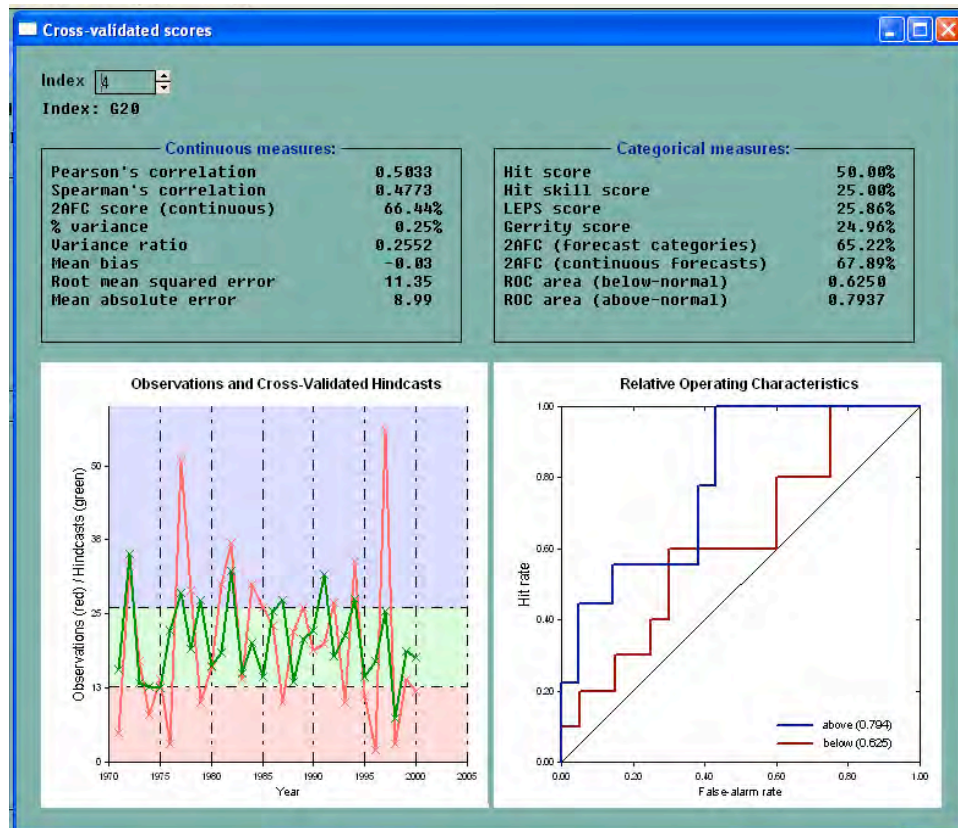 Cross-validated scores
Index 4
Index: G20
Continuous measures:
Pearson's correlation 0.5033
Spearman's correlation 0.4773
2AFC score (continuous) 66.44%
% variance 0.25%
Variance ratio 0.2552
Mean bias -0.03
Root mean squared error 11.35
Mean absolute error 8.99
Categorical measures:
Hit score 50.00%
Hit skill score 25.00%
LEPS score 25.86%
Gerrity score 24.96%
2AFC (forecast categories) 65.22%
2AFC (continuous forecasts) 67.89%
ROC area (below-normal) 0.6250
ROC area (above-normal) 0.7937
Observations and Cross-Validated Hindcasts
Observations (red) / Hindcasts (green)
50
38
25
13
0
1970 1975 1980 1985 1990 1995 2000 2005
Year
Relative Operating Characteristics
Hit rate
1.00
0.80
0.60
0.40
0.20
0.00
above (0.794)
below (0.625)
0.00 0.20 0.40 0.60 0.80 1.00
False-alarm rate